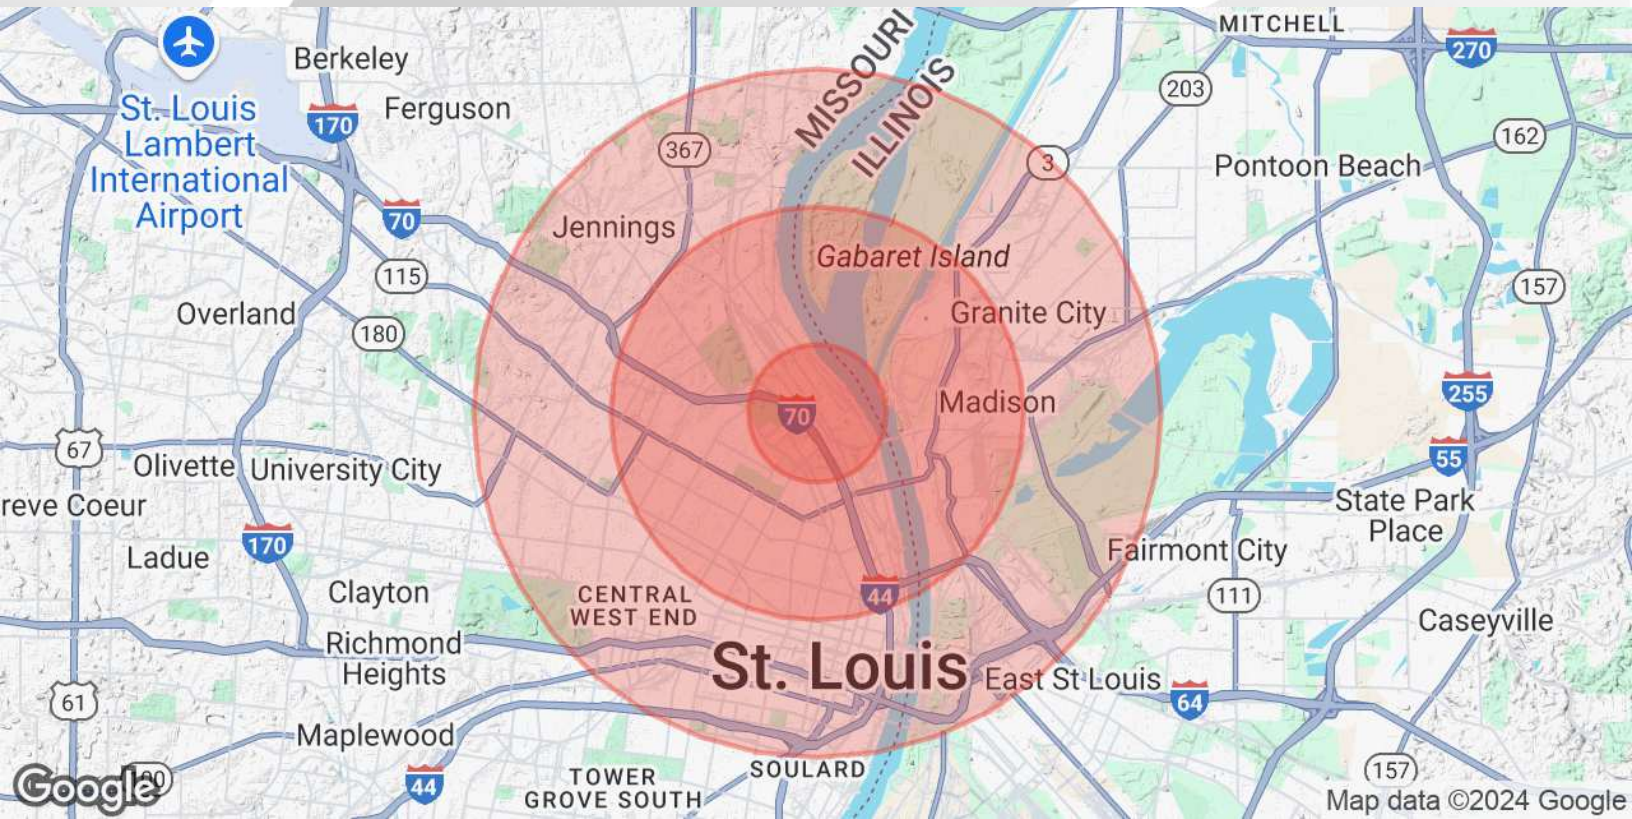 MITCHELL
270
Berkeley
MISSOURI
ILLINOIS
203
Ferguson
St. Louis
Lambert
International
Airport
170
367
162
3
Pontoon Beach
70
Jennings
Gabaret Island
115
157
Overland
180
Granite City
70
Madison
255
67
Olivette
University City
55
reve Coeur
State Park
Place
170
Ladue
Fairmont City
Clayton
CENTRAL
WEST END
44
111
Caseyville
Richmond
Heights
St. Louis
East St Louis
61
64
Maplewood
TOWER
GROVE SOUTH
SOULARD
157
44
Google
Map data ©2024 Google